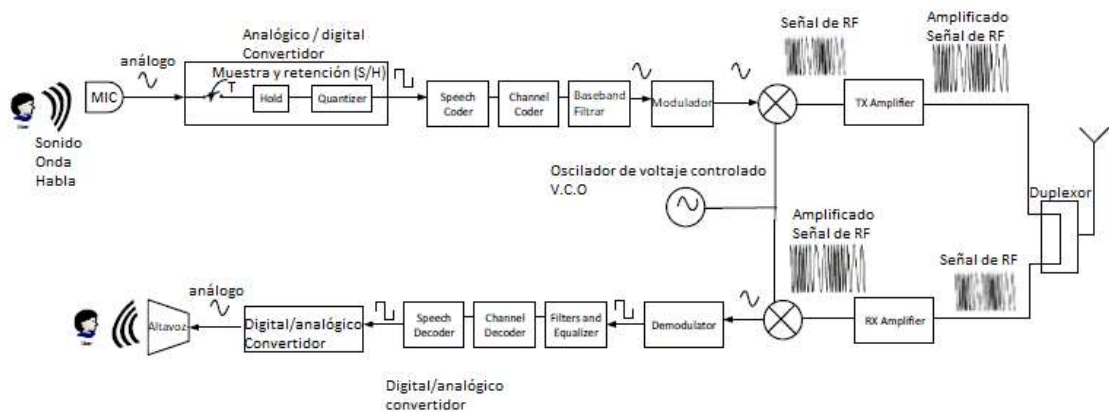 Señal de RF
Amplificado
Señal de RF
Analógico / digital
Convertidor
análogo
Muestra y retención (S/H)
T
MIC
Hold
Quantizer
Speech
Coder
Channel
Coder
Baseband
Filtrar
Modulador
TX Amplifier
Sonido
Onda
Habla
Oscilador de voltaje controlado
V.C.O
Duplexor
Amplificado
Señal de RF
Señal de RF
análogo
Altavoz
Digital/analógico
Convertidor
Speech
Decoder
Channel
Decoder
Filters and
Equalizer
Demodulator
RX Amplifier
Digital/analógico
convertidor